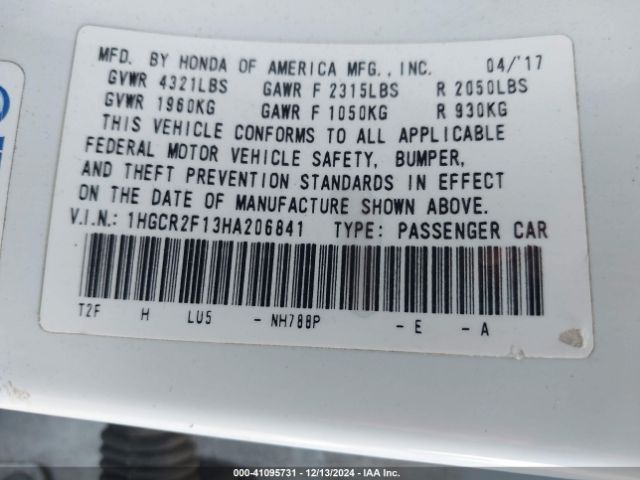 MFD. BY HONDA OF AMERICA MFG., INC. 04/'17
GVWR 4321LBS GAWR F 2315LBS R 2050LBS
GVWR 1960KG GAWR F 1050KG R 930KG
THIS VEHICLE CONFORMS TO ALL APPLICABLE
FEDERAL MOTOR VEHICLE SAFETY, BUMPER,
AND THEFT PREVENTION STANDARDS IN EFFECT
ON THE DATE OF MANUFACTURE SHOWN ABOVE.
V.I.N.: 1HGCR2F13HA206841 TYPE: PASSENGER CAR
T2F H LU5 - NH788P - E - A
000-41095731 - 12/13/2024 - IAA Inc.